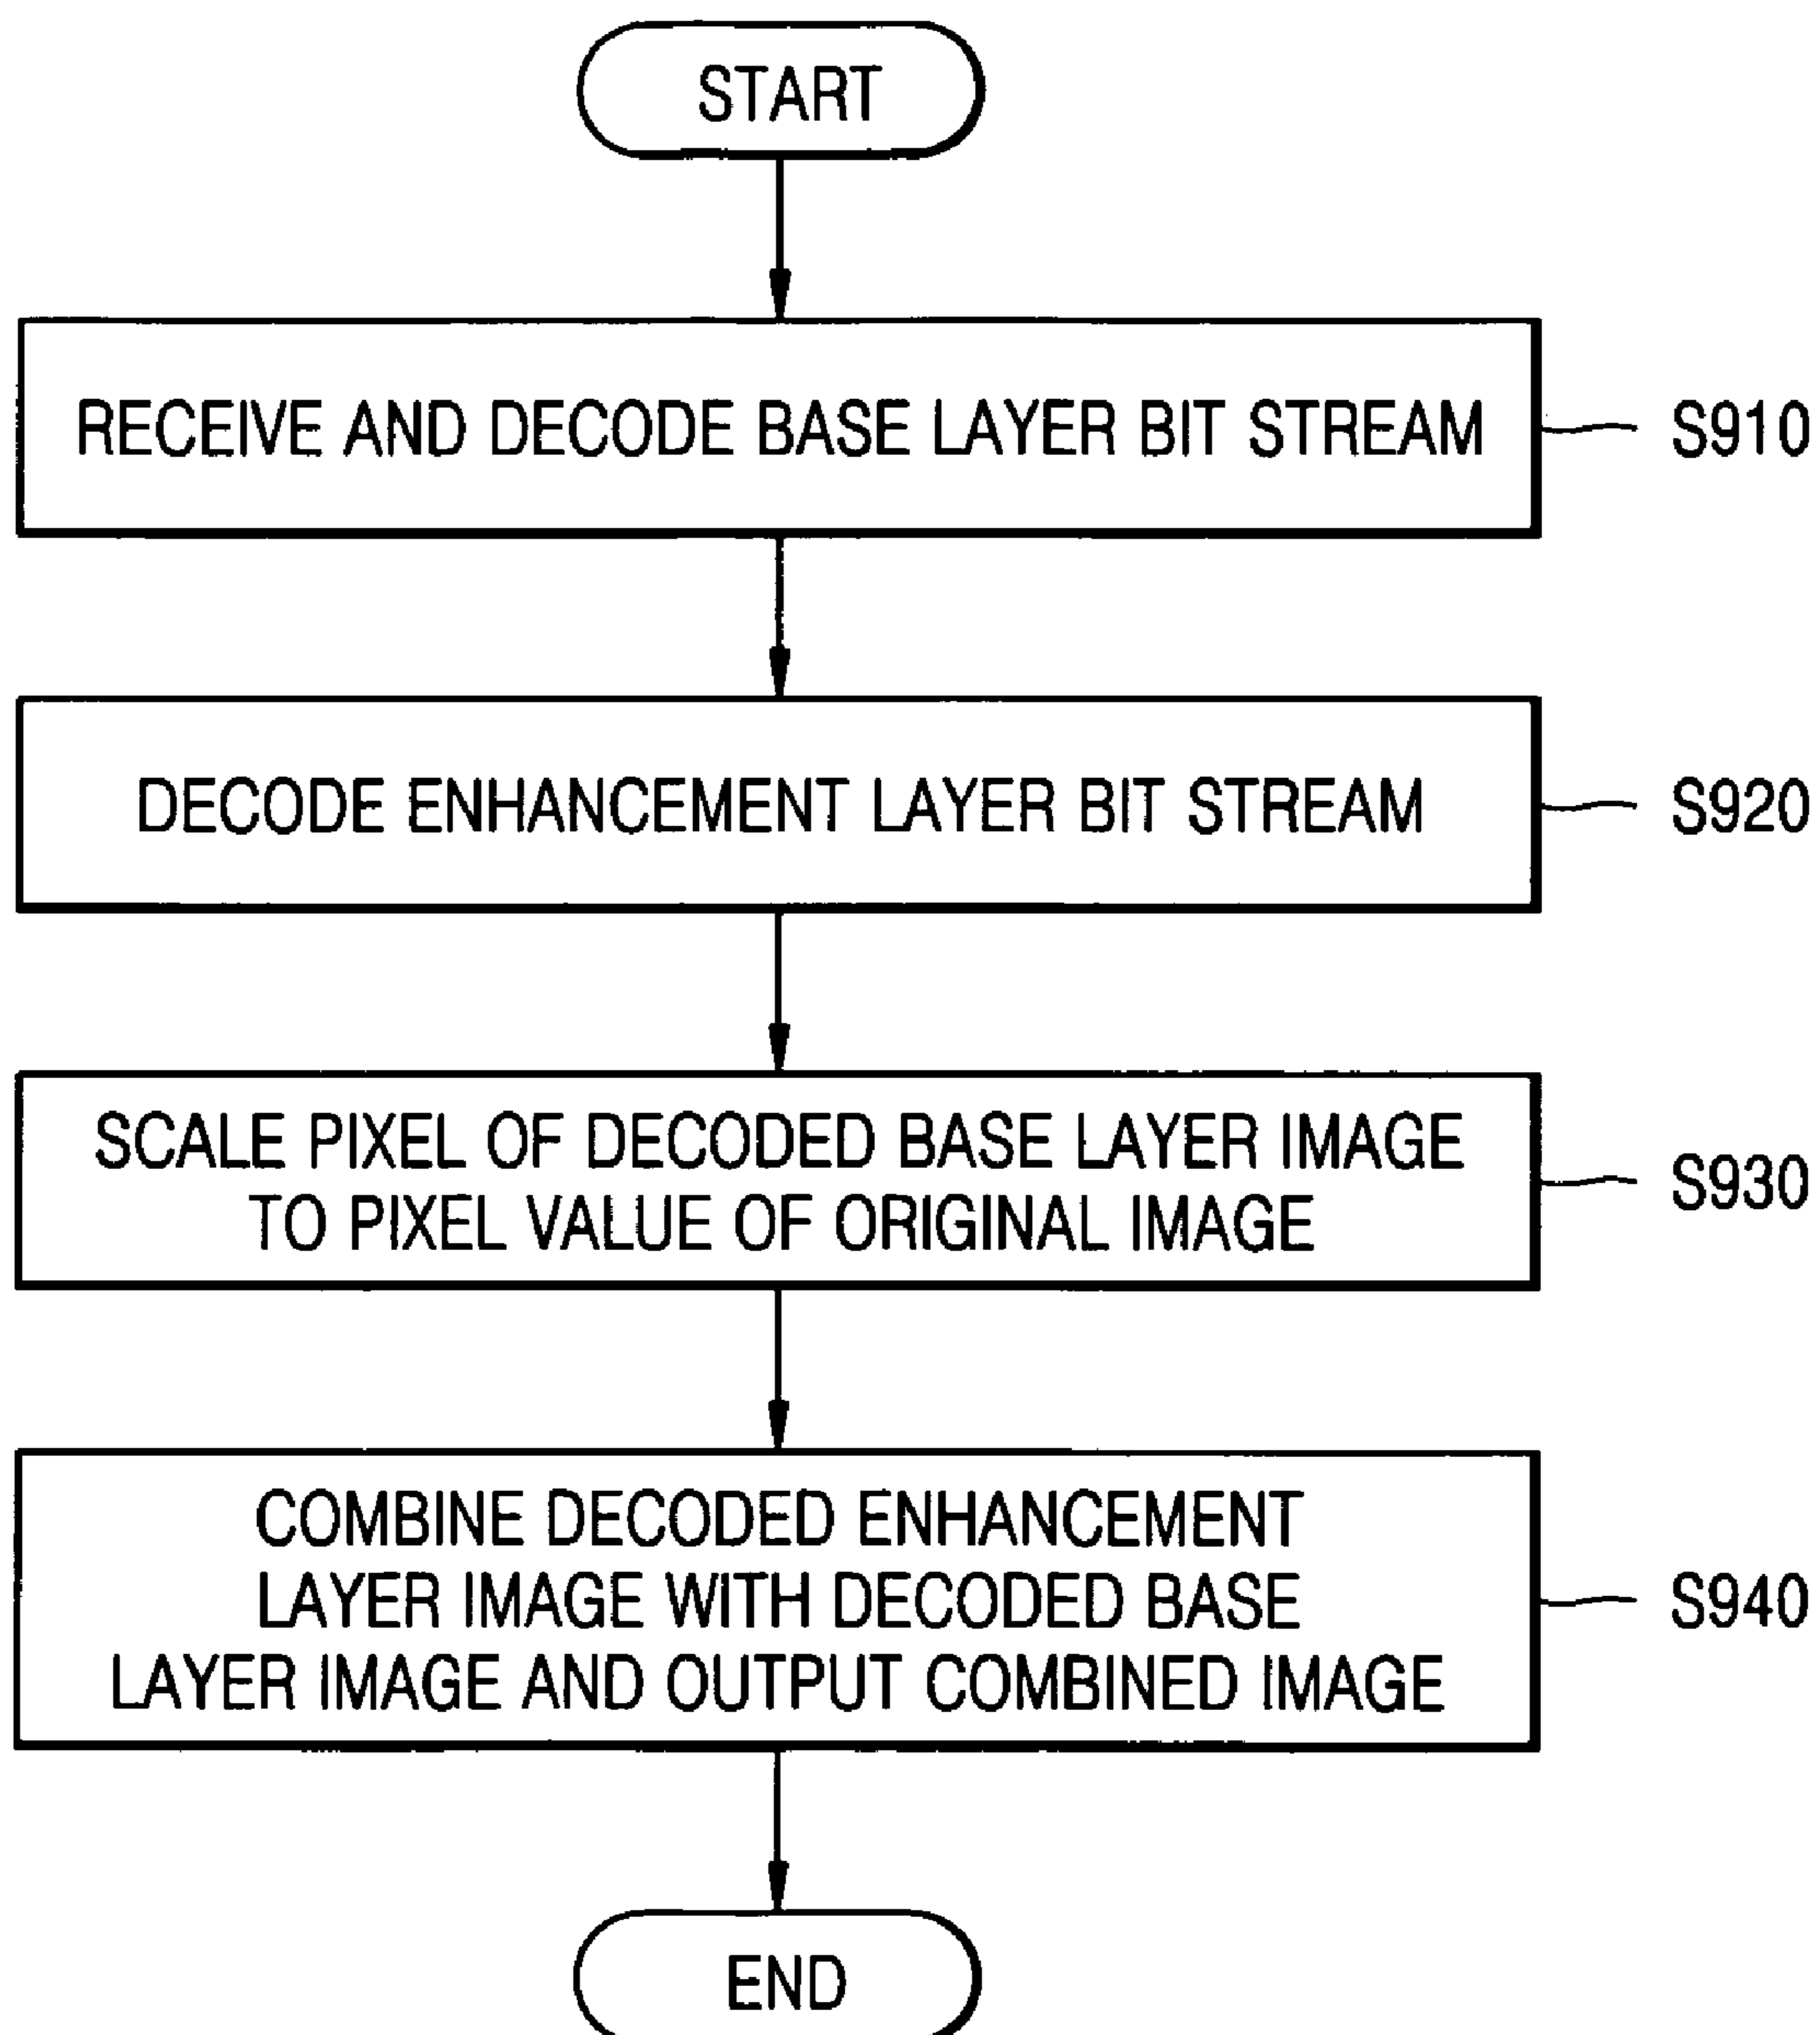 START
RECEIVE AND DECODE BASE LAYER BIT STREAM
S910
DECODE ENHANCEMENT LAYER BIT STREAM
S920
SCALE PIXEL OF DECODED BASE LAYER IMAGE
TO PIXEL VALUE OF ORIGINAL IMAGE
S930
COMBINE DECODED ENHANCEMENT
LAYER IMAGE WITH DECODED BASE
LAYER IMAGE AND OUTPUT COMBINED IMAGE
S940
END